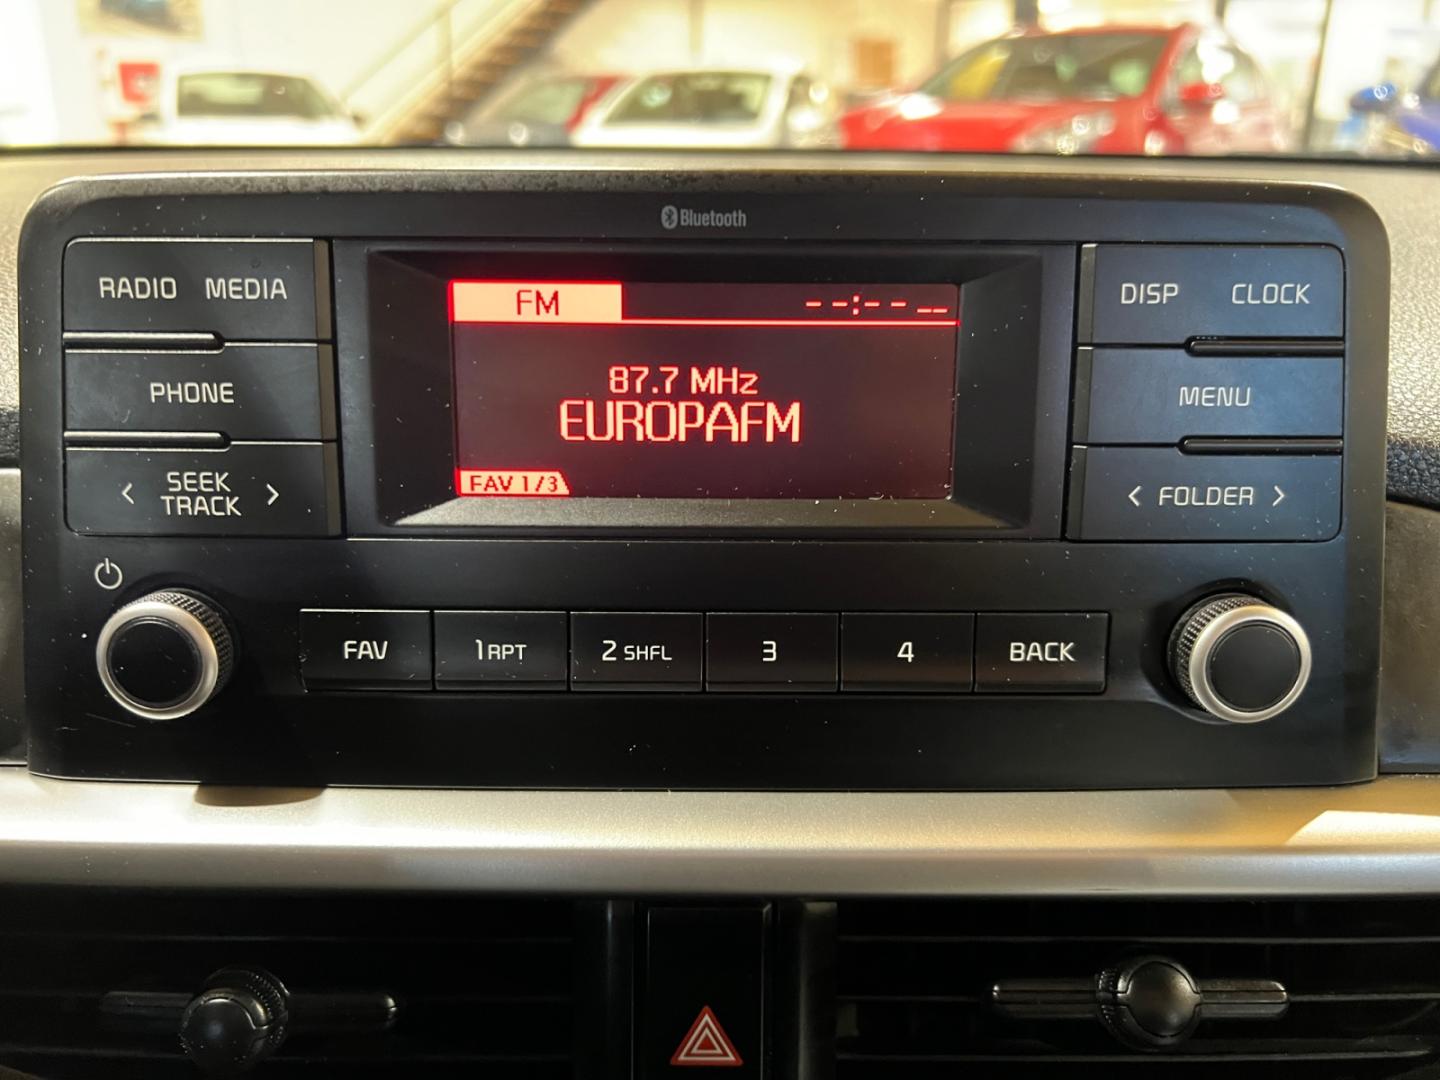 Bluetooth
RADIO MEDIA
PHONE
< SEEK TRACK >
FM --:-- __
87.7 MHz
EUROPAFM
FAV 1/3
DISP CLOCK
MENU
< FOLDER >
FAV 1 RPT 2 SHFL 3 4 BACK